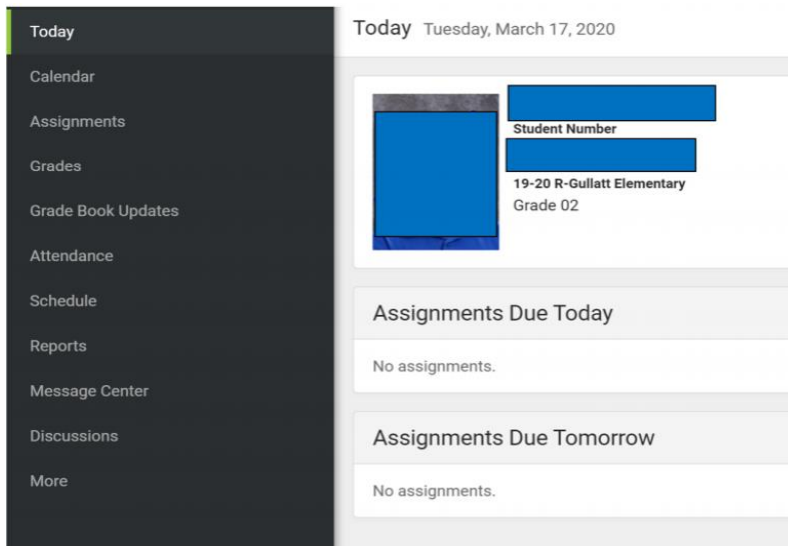 Today
Calendar
Assignments
Grades
Grade Book Updates
Attendance
Schedule
Reports
Message Center
Discussions
More
Today Tuesday, March 17, 2020
Student Number
19-20 R-Gullatt Elementary
Grade 02
Assignments Due Today
No assignments.
Assignments Due Tomorrow
No assignments.